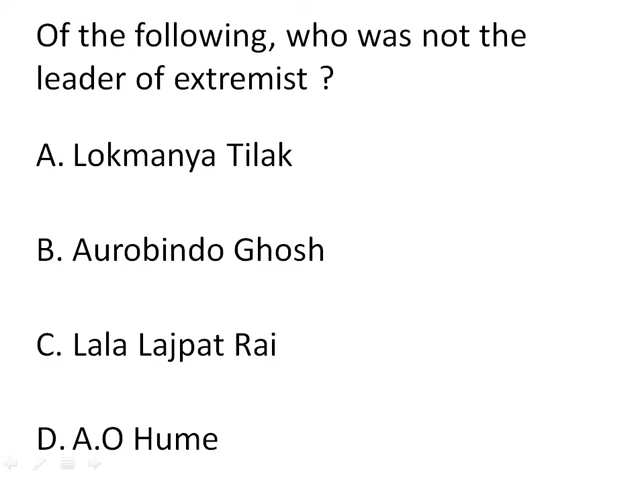 Of the following, who was not the
leader of extremist ?
A. Lokmanya Tilak
B. Aurobindo Ghosh
C. Lala Lajpat Rai
D. A.O Hume